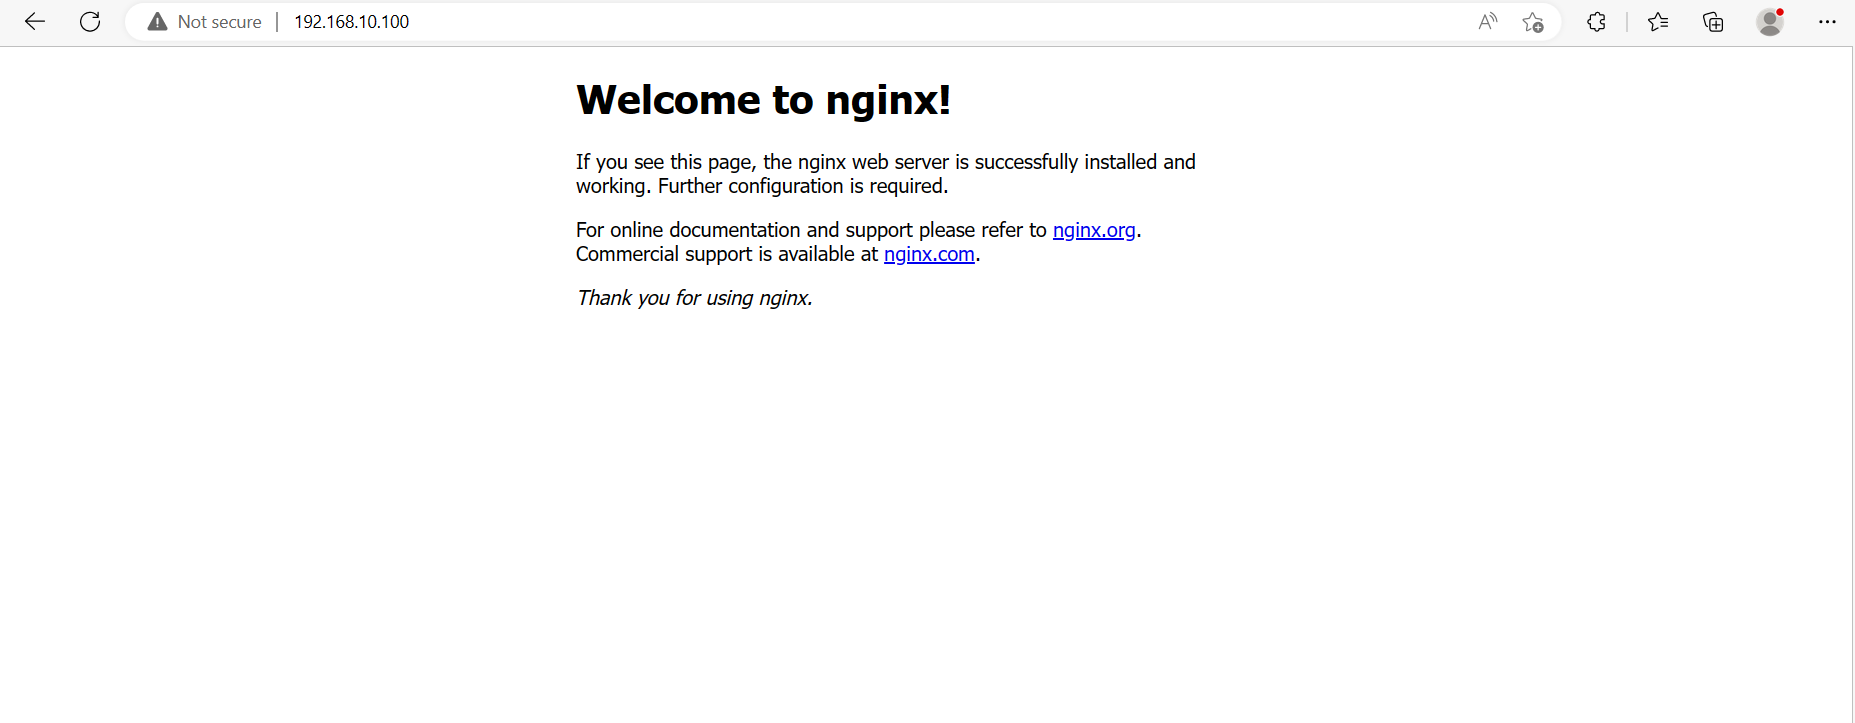 Not secure | 192.168.10.100
Welcome to nginx!
If you see this page, the nginx web server is successfully installed and
working. Further configuration is required.
For online documentation and support please refer to nginx.org.
Commercial support is available at nginx.com.
Thank you for using nginx.